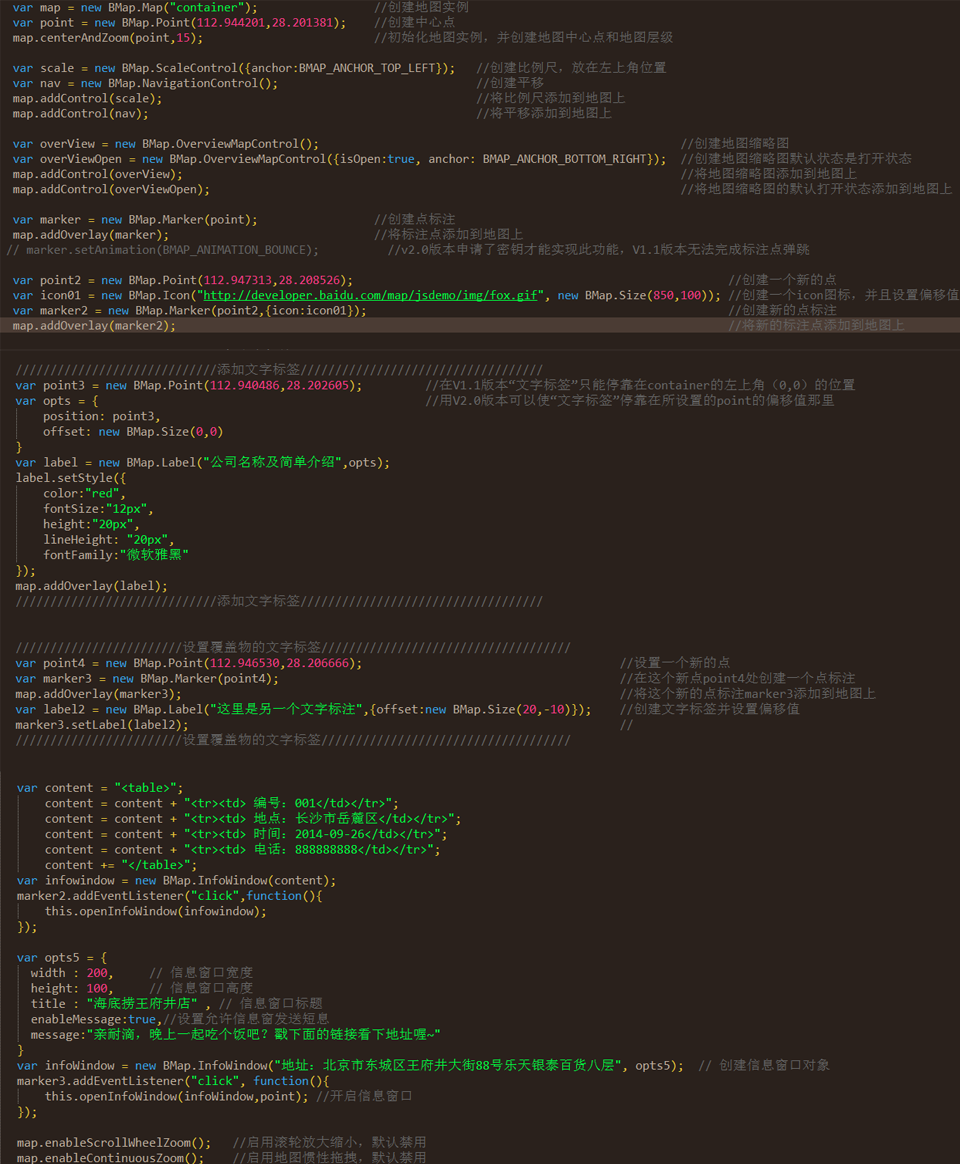 var map = new BMap.Map("container"); //创建地图实例
var point = new BMap.Point(112.944201,28.201381); //创建中心点
map.centerAndZoom(point,15); //初始化地图实例，并创建地图中心点和地图层级
var scale = new BMap.ScaleControl({anchor:BMAP_ANCHOR_TOP_LEFT}); //创建比例尺，放在左上角位置
var nav = new BMap.NavigationControl(); //创建平移
map.addControl(scale); //将比例尺添加到地图上
map.addControl(nav); //将平移添加到地图上
var overView = new BMap.OverviewMapControl(); //创建地图缩略图
var overViewOpen = new BMap.OverviewMapControl({isOpen:true, anchor: BMAP_ANCHOR_BOTTOM_RIGHT}); //创建地图缩略图默认状态是打开状态
map.addControl(overView); //将地图缩略图添加到地图上
map.addControl(overViewOpen); //将地图缩略图的默认打开状态添加到地图上
var marker = new BMap.Marker(point); //创建点标注
map.addOverlay(marker); //将标注点添加到地图上
// marker.setAnimation(BMAP_ANIMATION_BOUNCE); //v2.0版本申请了密钥才能实现此功能，V1.1版本无法完成标注点弹跳
var point2 = new BMap.Point(112.947313,28.208526); //创建一个新的点
var icon01 = new BMap.Icon("http://developer.baidu.com/map/jsdemo/img/fox.gif", new BMap.Size(850,100)); //创建一个icon图标，并且设置偏移值
var marker2 = new BMap.Marker(point2,{icon:icon01}); //创建新的点标注
map.addOverlay(marker2); //将新的标注点添加到地图上
/////////////////////////////添加文字标签///////////////////////////////////
var point3 = new BMap.Point(112.940486,28.202605); //在V1.1版本“文字标签”只能停靠在container的左上角（0,0）的位置
var opts = { //用V2.0版本可以使“文字标签”停靠在所设置的point的偏移值那里
position: point3,
offset: new BMap.Size(0,0)
}
var label = new BMap.Label("公司名称及简单介绍",opts);
label.setStyle({
color:"red",
fontSize:"12px",
height:"20px",
lineHeight: "20px",
fontFamily:"微软雅黑"
});
map.addOverlay(label);
/////////////////////////////添加文字标签///////////////////////////////////
////////////////////////设置覆盖物的文字标签////////////////////////////////////
var point4 = new BMap.Point(112.946530,28.206666); //设置一个新的点
var marker3 = new BMap.Marker(point4); //在这个新点point4处创建一个点标注
map.addOverlay(marker3); //将这个新的点标注marker3添加到地图上
var label2 = new BMap.Label("这里是另一个文字标注",{offset:new BMap.Size(20,-10)}); //创建文字标签并设置偏移值
marker3.setLabel(label2); //
////////////////////////设置覆盖物的文字标签////////////////////////////////////
var content = "<table>";
content = content + "<tr><td> 编号：001</td></tr>";
content = content + "<tr><td> 地点：长沙市岳麓区</td></tr>";
content = content + "<tr><td> 时间：2014-09-26</td></tr>";
content = content + "<tr><td> 电话：888888888</td></tr>";
content += "</table>";
var infowindow = new BMap.InfoWindow(content);
marker2.addEventListener("click",function(){
this.openInfoWindow(infowindow);
});
var opts5 = {
width : 200, // 信息窗口宽度
height: 100, // 信息窗口高度
title : "海底捞王府井店" , // 信息窗口标题
enableMessage:true,//设置允许信息窗发送短息
message:"亲耐滴，晚上一起吃个饭吧？戳下面的链接看下地址喔~"
}
var infoWindow = new BMap.InfoWindow("地址：北京市东城区王府井大街88号乐天银泰百货八层", opts5); // 创建信息窗口对象
marker3.addEventListener("click", function(){
this.openInfoWindow(infoWindow,point); //开启信息窗口
});
map.enableScrollWheelZoom(); //启用滚轮放大缩小，默认禁用
map.enableContinuousZoom(); //启用地图惯性拖拽，默认禁用